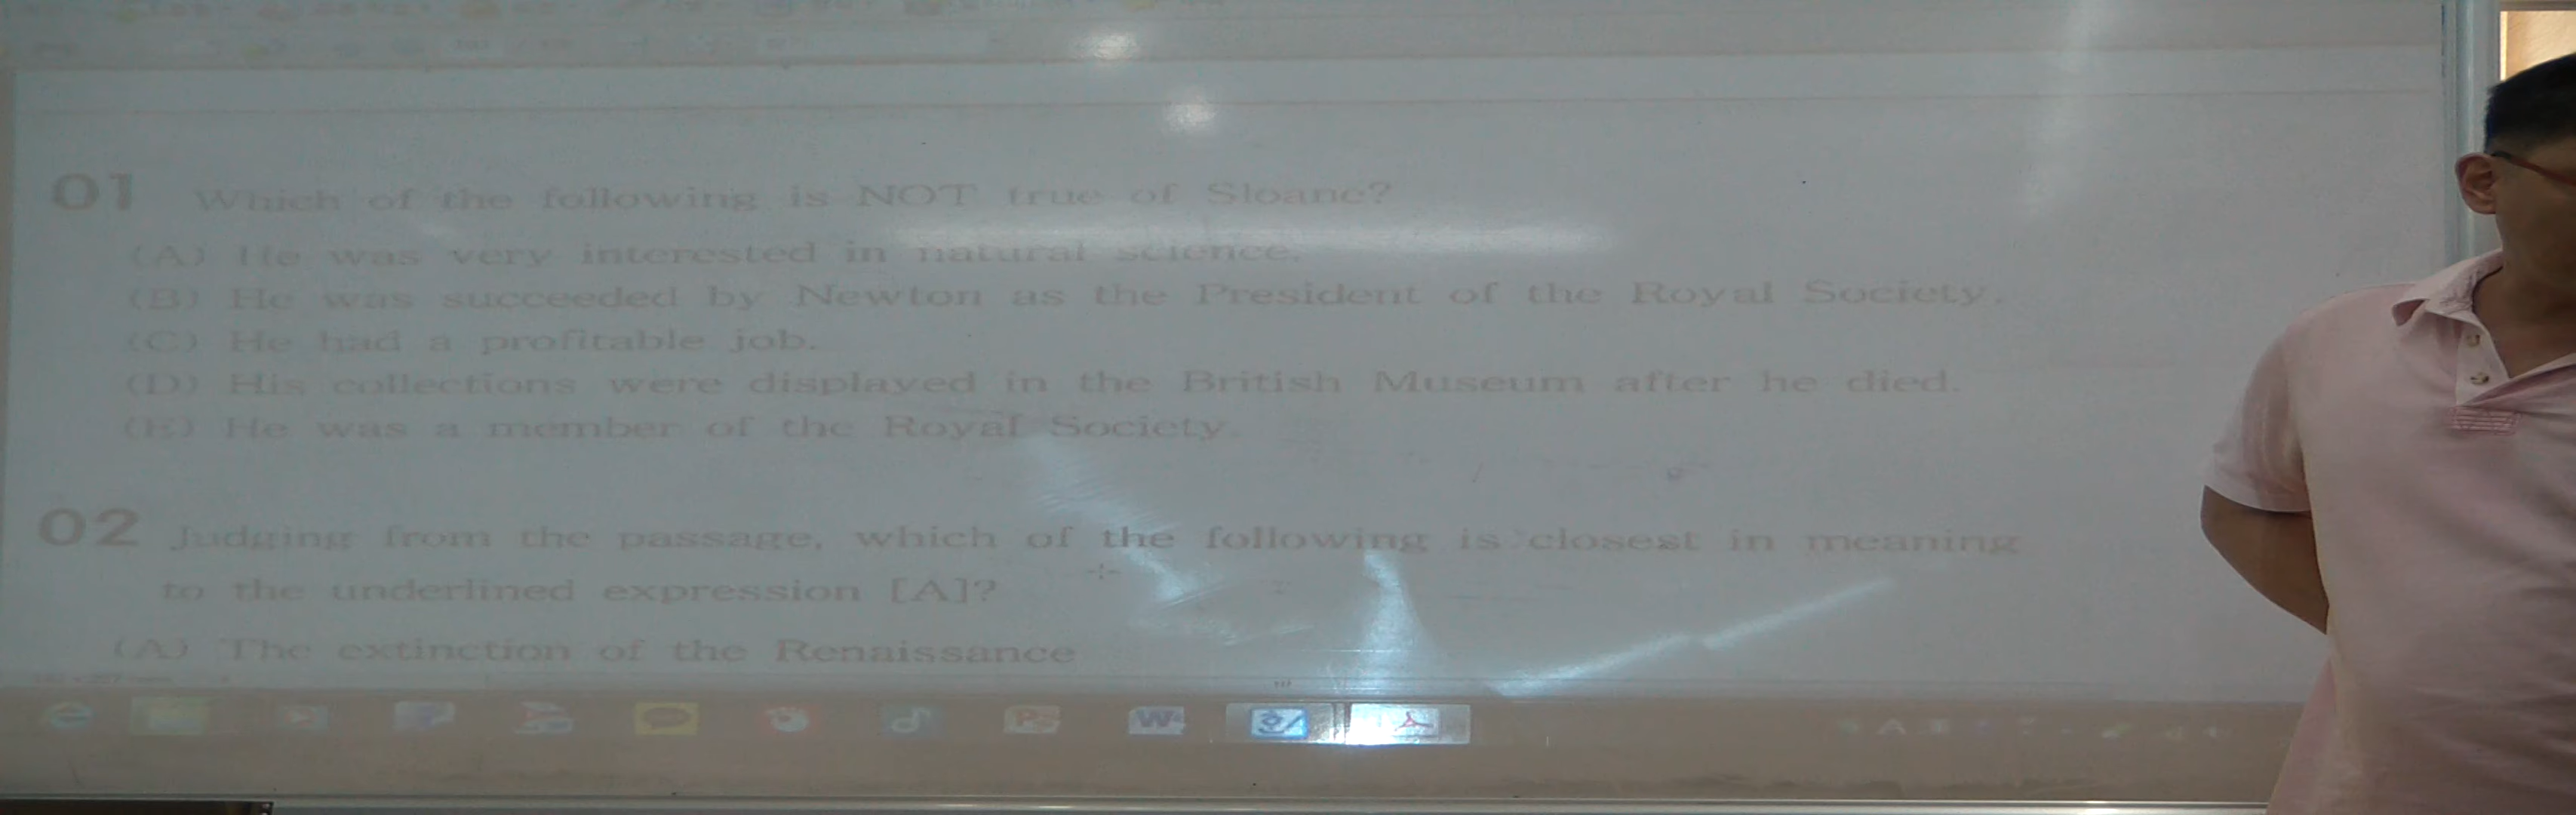 01 Which of the following is NOT true of Sloane?
(A) He was very interested in natural science.
(B) He was succeeded by Newton as the President of the Royal Society.
(C) He had a profitable job.
(D) His collections were displayed in the British Museum after he died.
(E) He was a member of the Royal Society.
02 Judging from the passage, which of the following is closest in meaning
to the underlined expression [A]?
(A) The extinction of the Renaissance